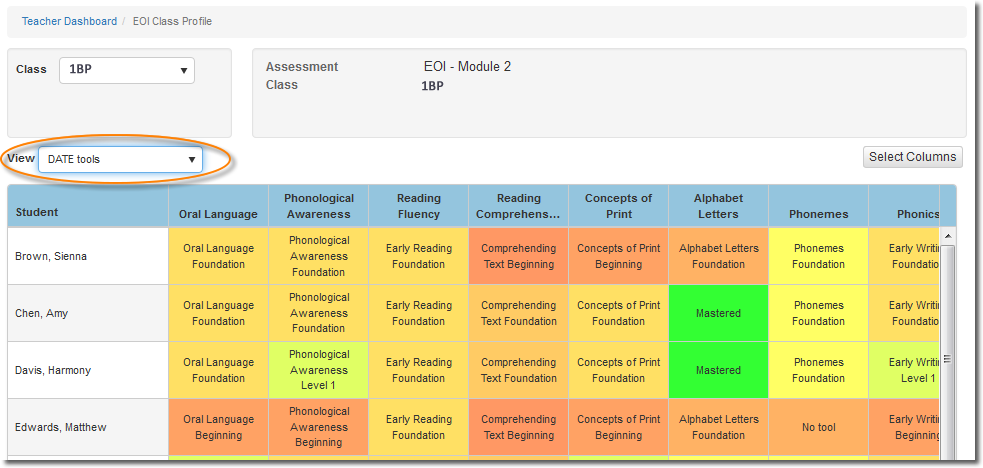 Teacher Dashboard / EOI Class Profile
Class 1BP
Assessment EOI - Module 2
Class 1BP
View DATE tools
Select Columns
Student
Oral Language
Phonological
Awareness
Reading
Fluency
Reading
Comprehens...
Concepts of
Print
Alphabet
Letters
Phonemes
Phonics
Brown, Sienna
Oral Language
Foundation
Phonological
Awareness
Foundation
Early Reading
Foundation
Comprehending
Text Beginning
Concepts of Print
Beginning
Alphabet Letters
Foundation
Phonemes
Foundation
Early Writi
Foundatio
Chen, Amy
Oral Language
Foundation
Phonological
Awareness
Foundation
Early Reading
Foundation
Comprehending
Text Foundation
Concepts of Print
Foundation
Mastered
Phonemes
Foundation
Early Writi
Foundatio
Davis, Harmony
Oral Language
Foundation
Phonological
Awareness
Level 1
Early Reading
Foundation
Comprehending
Text Foundation
Concepts of Print
Foundation
Mastered
Phonemes
Foundation
Early Writi
Level 1
Edwards, Matthew
Oral Language
Beginning
Phonological
Awareness
Beginning
Early Reading
Foundation
Comprehending
Text Beginning
Concepts of Print
Beginning
Alphabet Letters
Foundation
No tool
Early Writi
Beginning